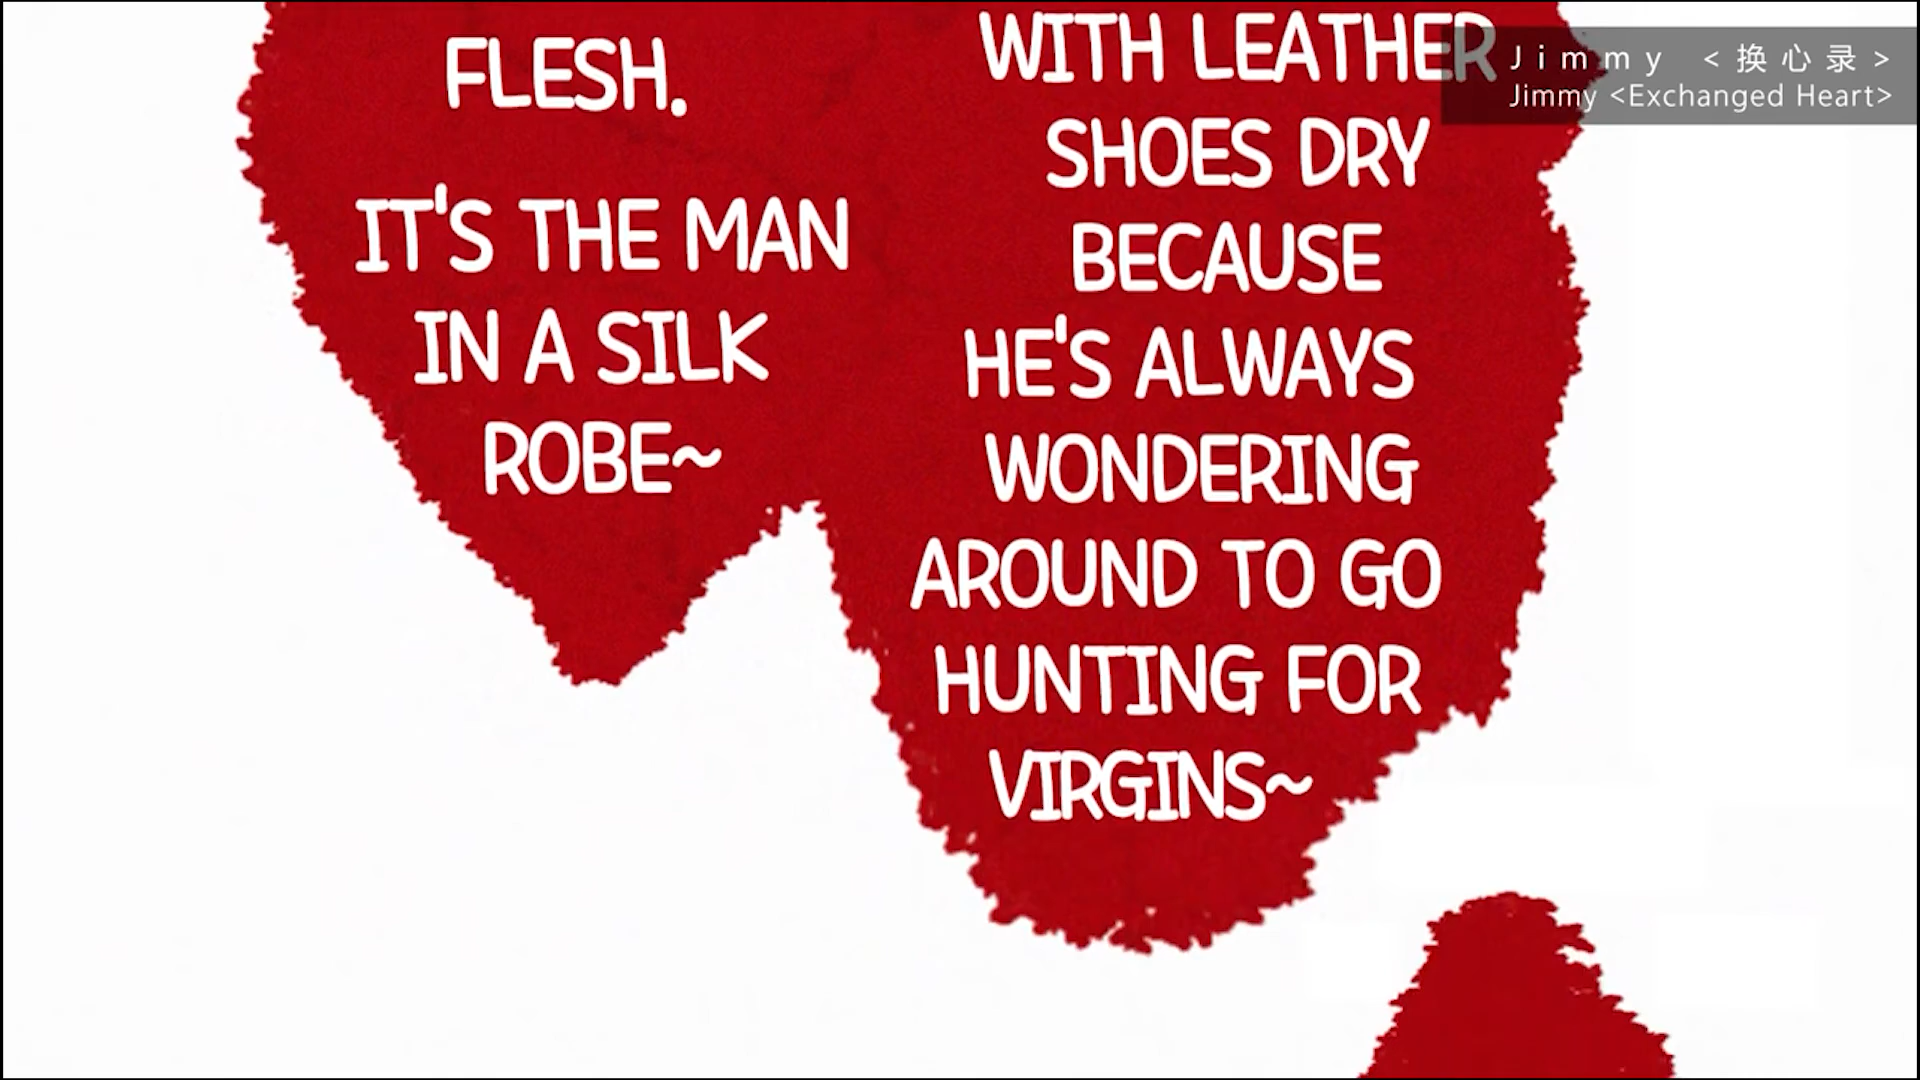 FLESH.
IT'S THE MAN
IN A SILK
ROBE~
WITH LEATHER
SHOES DRY
BECAUSE
HE'S ALWAYS
WONDERING
AROUND TO GO
HUNTING FOR
VIRGINS~
Jimmy <换心录>
Jimmy <Exchanged Heart>